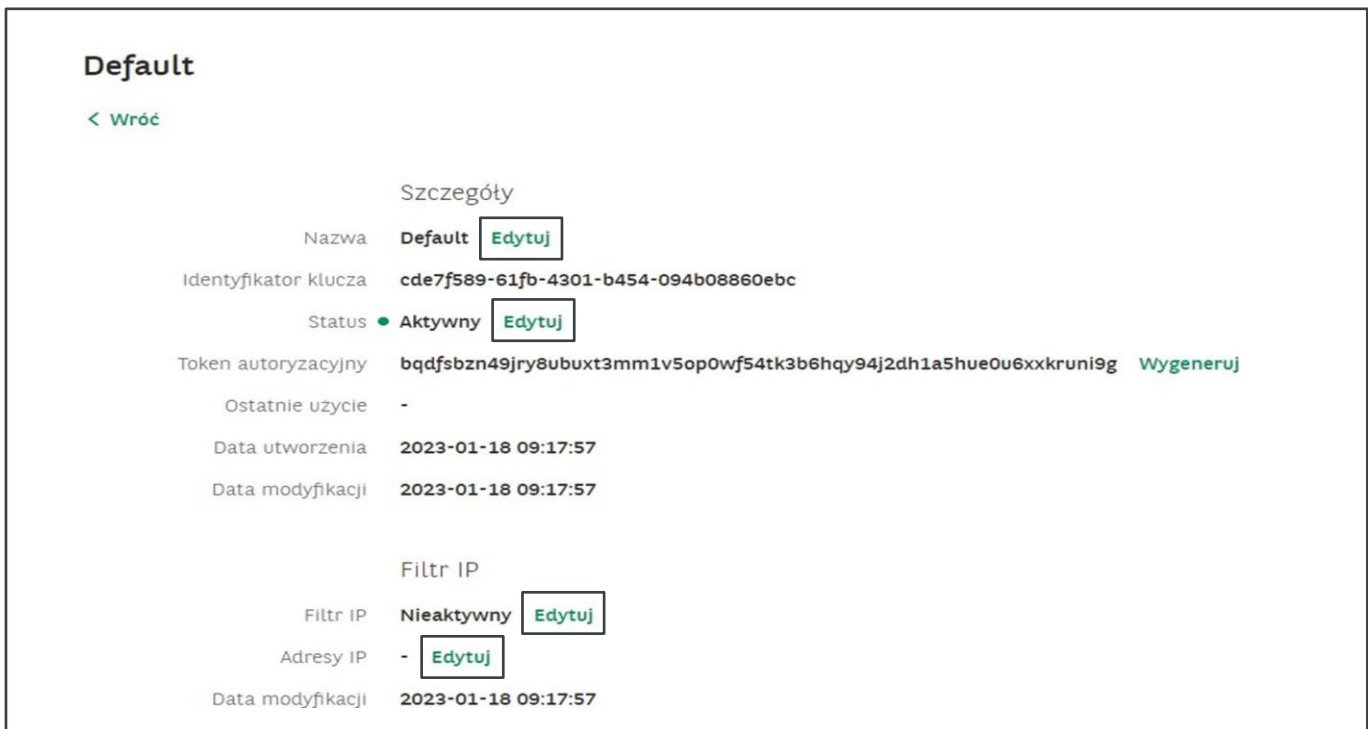 Default
< Wróć
Szczegóły
Nazwa Default Edytuj
Identyfikator klucza cde7f589-61fb-4301-b454-094b08860ebc
Status Aktywny Edytuj
Token autoryzacyjny bqdfsbzn49jry8ubuxt3mm1v5op0wf54tk3b6hqy94j2dh1a5hue0u6xxkruni9g Wygeneruj
Ostatnie użycie -
Data utworzenia 2023-01-18 09:17:57
Data modyfikacji 2023-01-18 09:17:57
Filtr IP
Filtr IP Nieaktywny Edytuj
Adresy IP - Edytuj
Data modyfikacji 2023-01-18 09:17:57